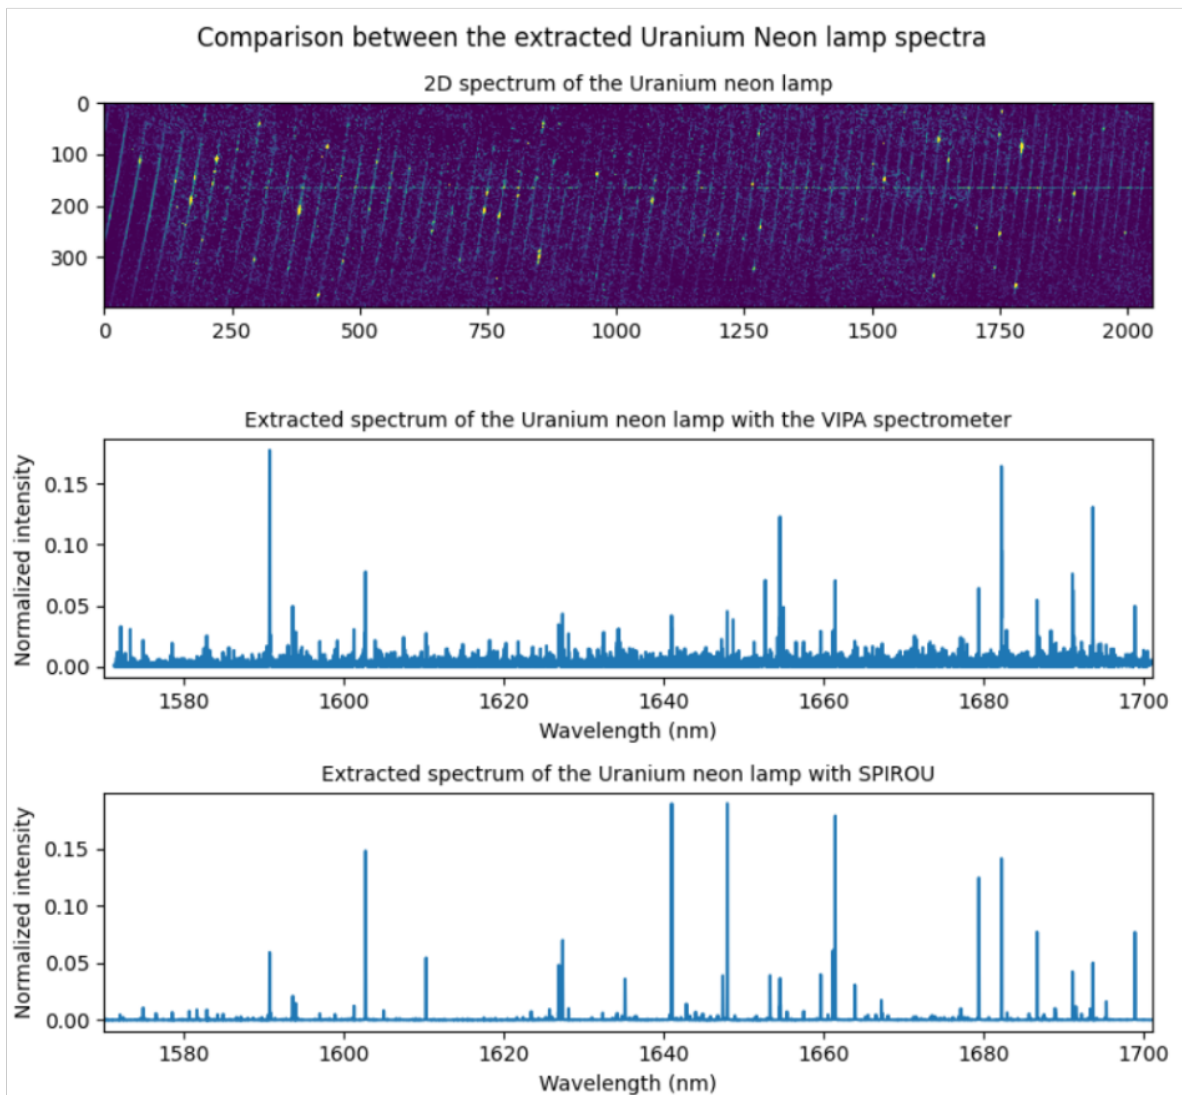 Comparison between the extracted Uranium Neon lamp spectra
2D spectrum of the Uranium neon lamp
0
100
200
300
0 250 500 750 1000 1250 1500 1750 2000
Extracted spectrum of the Uranium neon lamp with the VIPA spectrometer
Normalized intensity
0.15
0.10
0.05
0.00
1580 1600 1620 1640 1660 1680 1700
Wavelength (nm)
Extracted spectrum of the Uranium neon lamp with SPIROU
Normalized intensity
0.15
0.10
0.05
0.00
1580 1600 1620 1640 1660 1680 1700
Wavelength (nm)